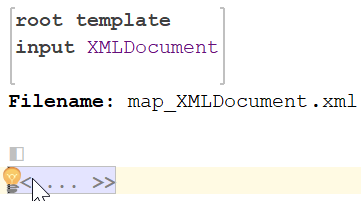 root template
input XMLDocument
Filename: map_XMLDocument.xml
<< ... >>